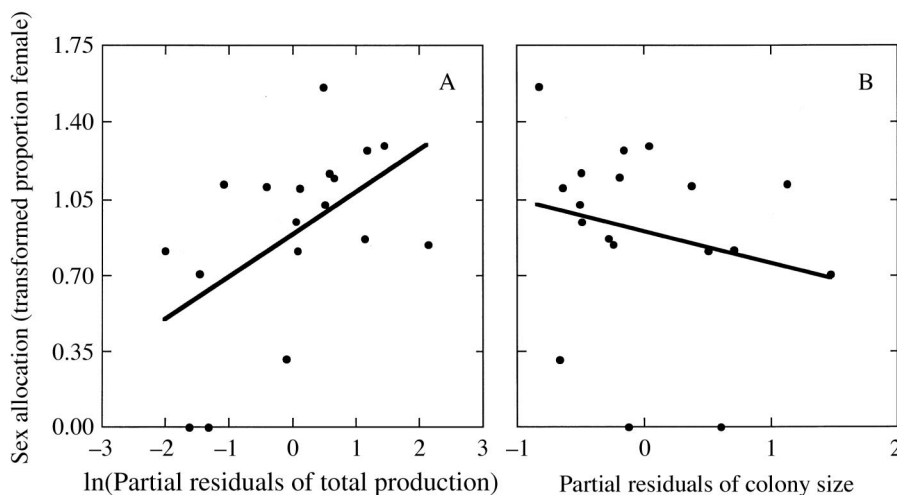 Sex allocation (transformed proportion female)
1.75
1.40
1.05
0.70
0.35
0.00
A
−3 −2 −1 0 1 2 3
ln(Partial residuals of total production)
B
−1 0 1 2
Partial residuals of colony size